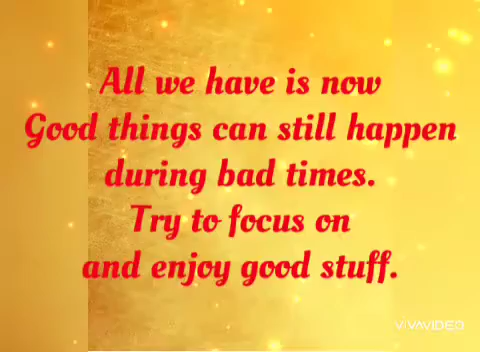 All we have is now
Good things can still happen
during bad times.
Try to focus on
and enjoy good stuff.
VIVAVIDEO